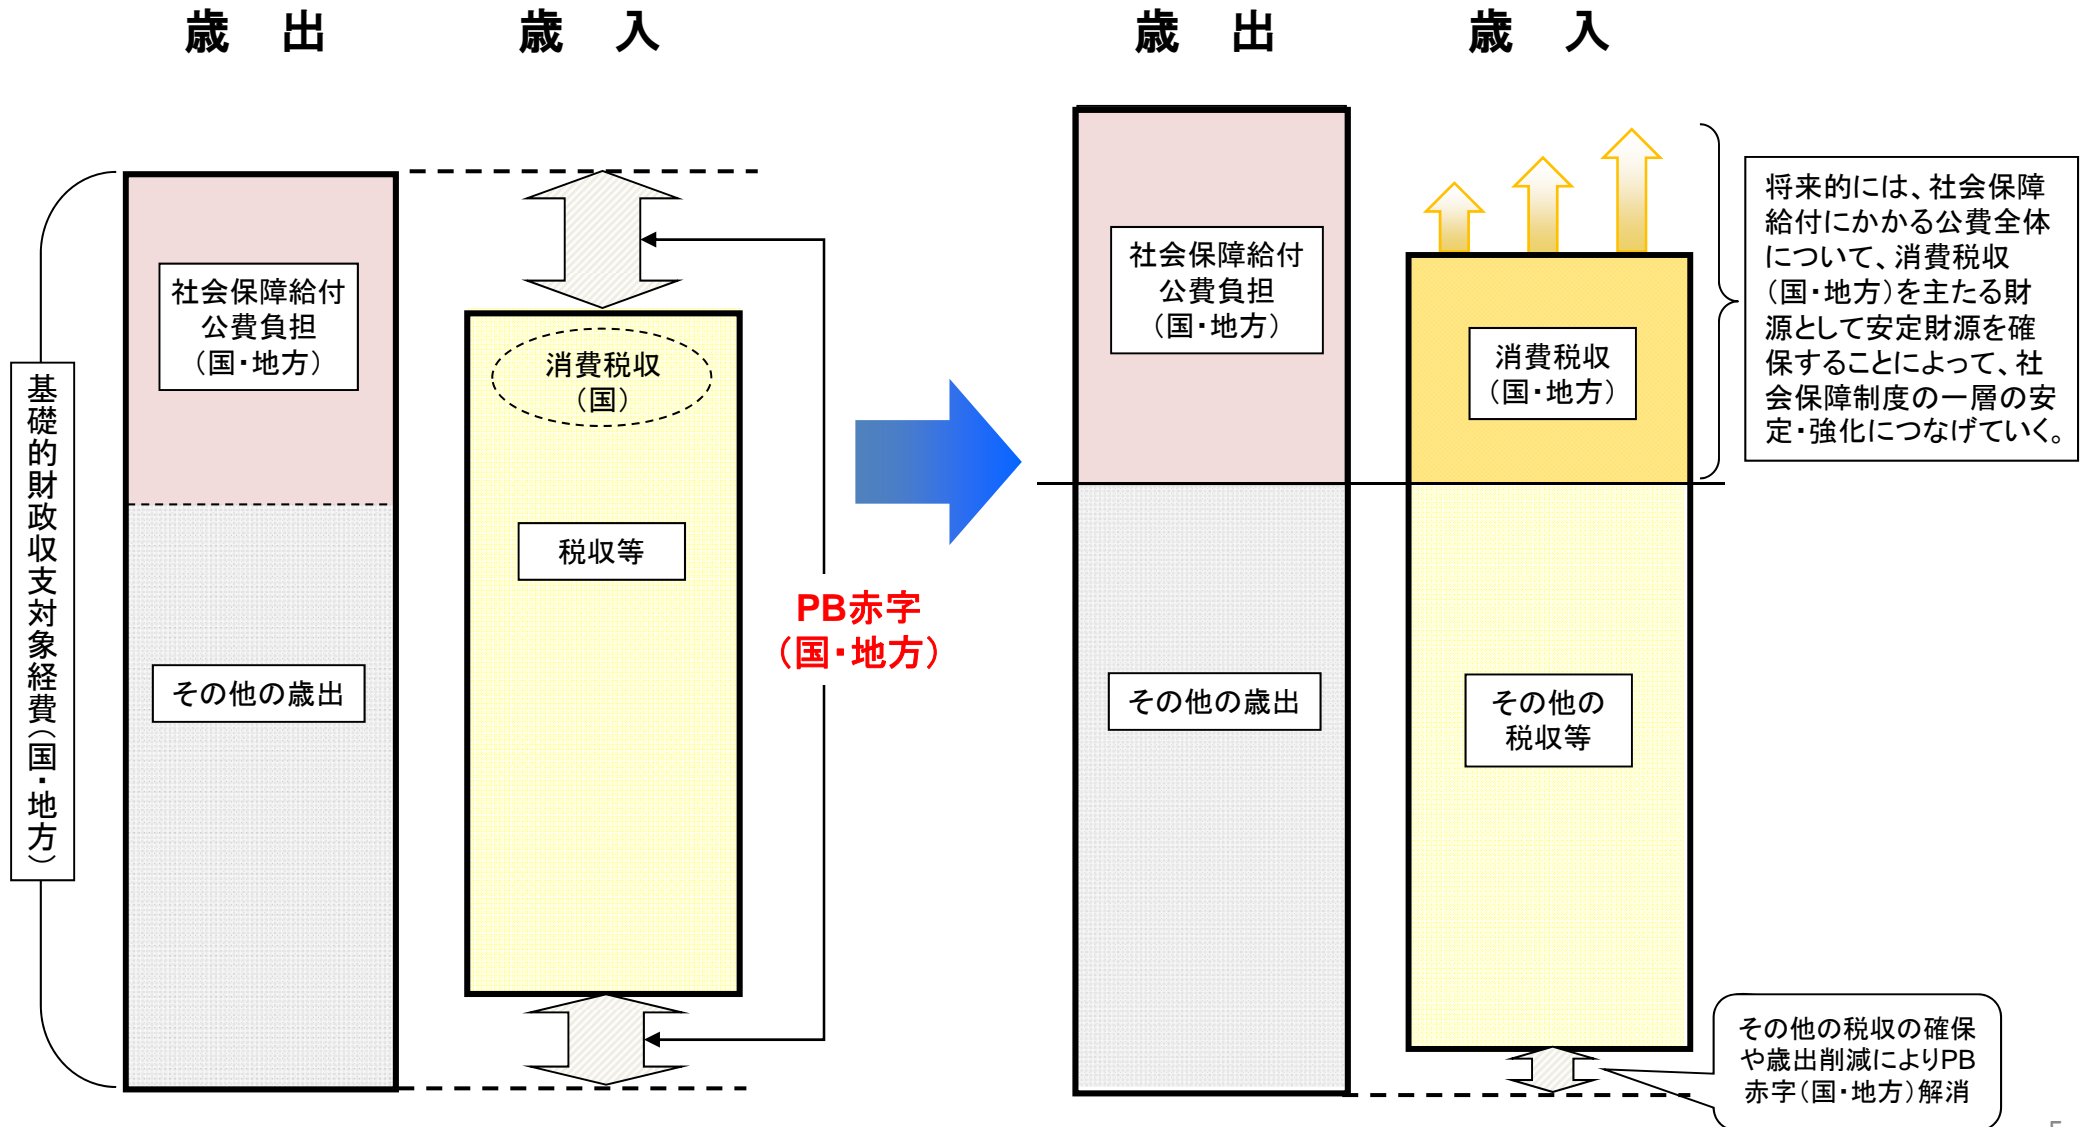 歳 出
歳 入
歳 出
歳 入
基礎的財政収支対象経費（国・地方）
社会保障給付
公費負担
（国・地方）
その他の歳出
消費税収
（国）
税収等
PB赤字
（国・地方）
社会保障給付
公費負担
（国・地方）
その他の歳出
消費税収
（国・地方）
その他の
税収等
将来的には、社会保障
給付にかかる公費全体
について、消費税収
（国・地方）を主たる財
源として安定財源を確
保することによって、社
会保障制度の一層の安
定・強化につなげていく。
その他の税収の確保
や歳出削減によりPB
赤字（国・地方）解消
5